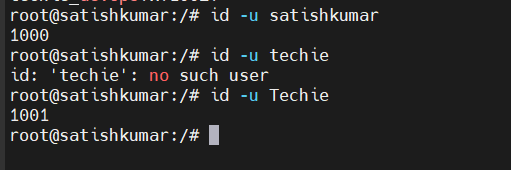 root@satishkumar:/# id -u satishkumar
1000
root@satishkumar:/# id -u techie
id: 'techie': no such user
root@satishkumar:/# id -u Techie
1001
root@satishkumar:/#